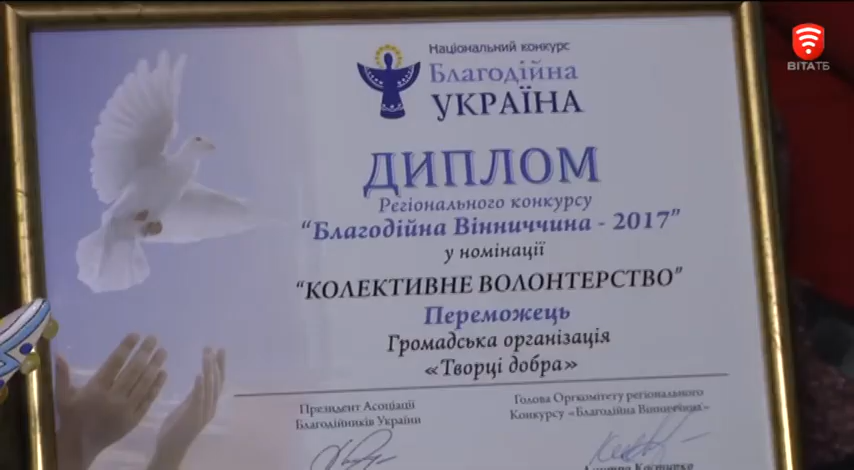 ВІТАТБ
Національний конкурс
Благодійна
УКРАЇНА
ДИПЛОМ
Регіонального конкурсу
“Благодійна Вінниччина - 2017”
у номінації
“КОЛЕКТИВНЕ ВОЛОНТЕРСТВО”
Переможець
Громадська організація
«Творці добра»
Президент Асоціації
Благодійників України
Голова Оргкомітету регіонального
Конкурсу «Благодійна Вінниччина»